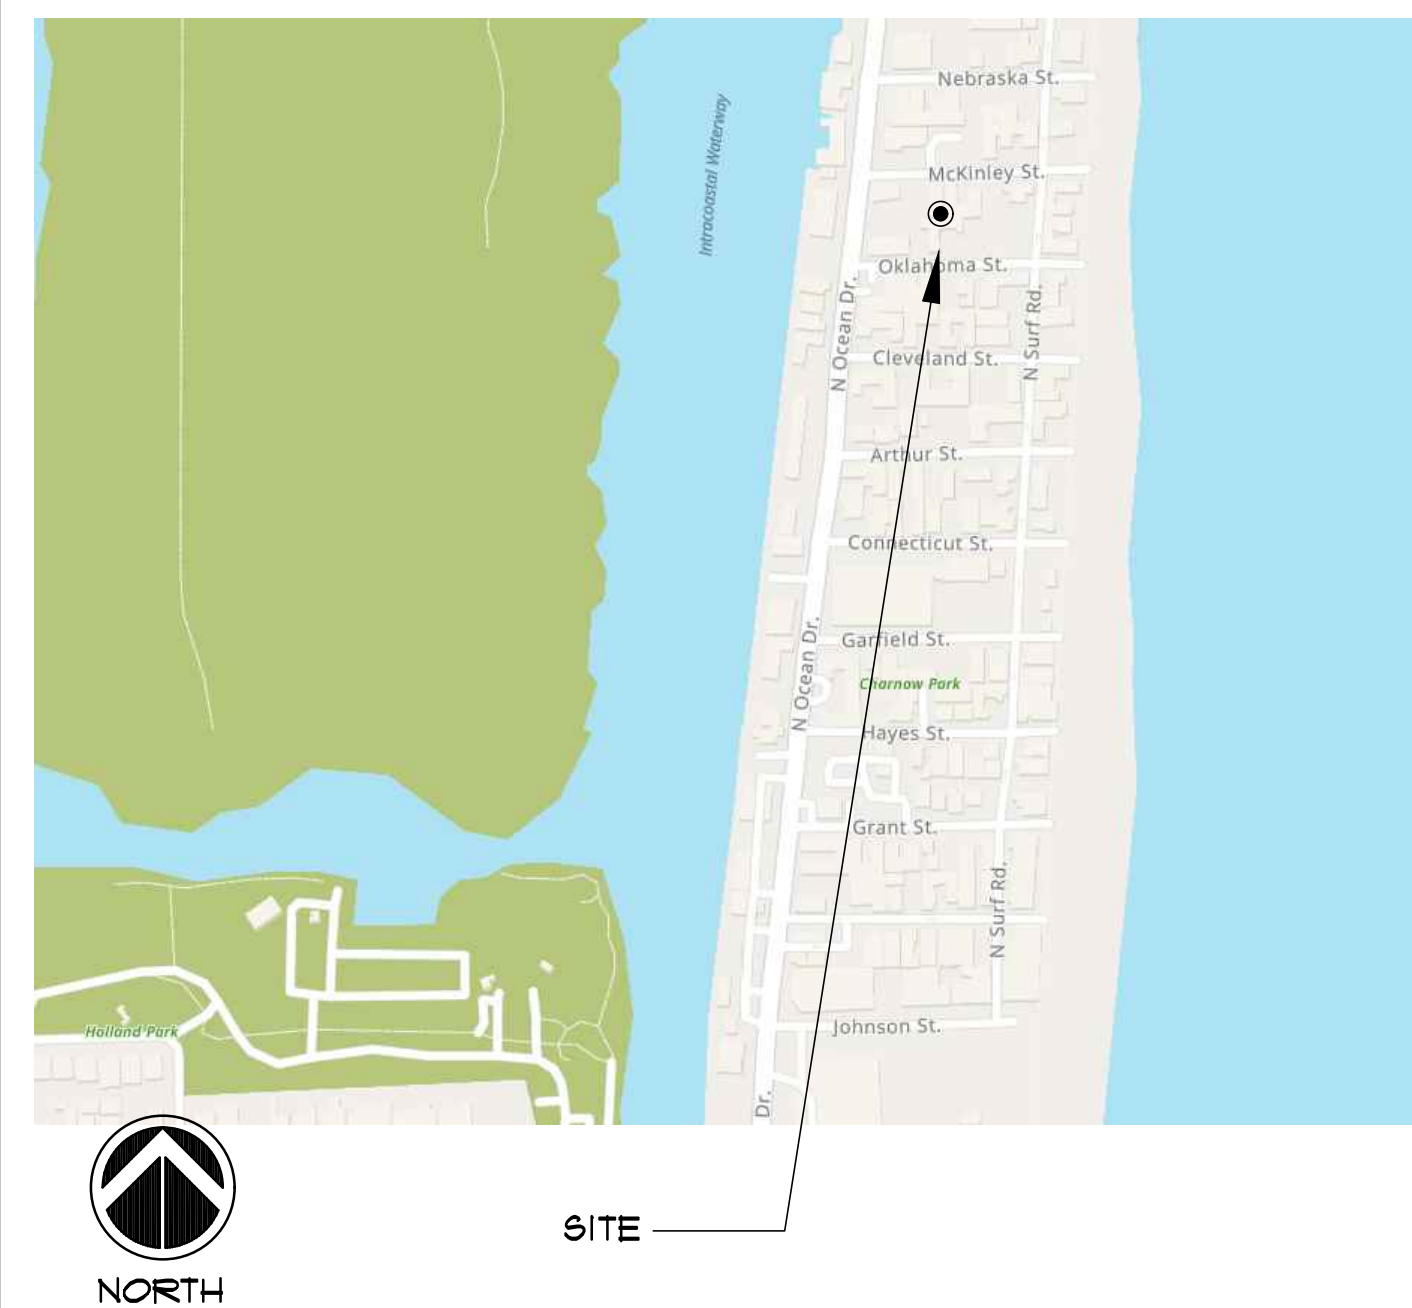 Nebraska St.
Intracoastal Waterway
McKinley St.
Oklahoma St.
N Ocean Dr.
N Surf Rd.
Cleveland St.
Arthur St.
Connecticut St.
Garfield St.
N Ocean Dr.
Charnow Park
Hayes St.
Grant St.
N Surf Rd.
Holland Park
Johnson St.
Dr.
SITE
NORTH